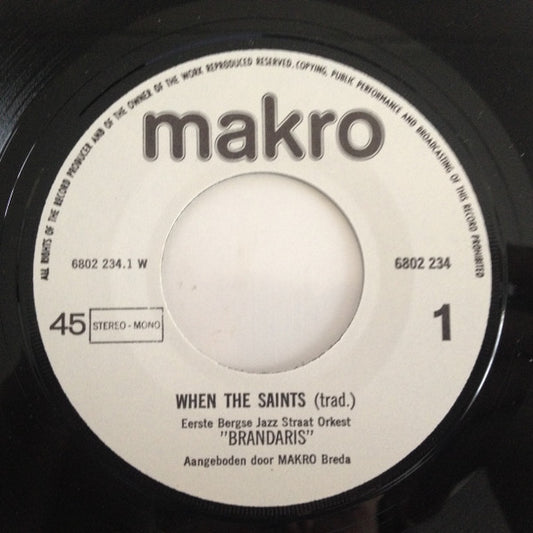 ALL RIGHTS OF THE RECORD PRODUCER AND OF THE OWNER OF THE WORK REPRODUCED RESERVED. COPYING, PUBLIC PERFORMANCE AND BROADCASTING OF THIS RECORD PROHIBITED
makro
6802 234.1 W
6802 234
45 STEREO - MONO
1
WHEN THE SAINTS (trad.)
Eerste Bergse Jazz Straat Orkest
"BRANDARIS"
Aangeboden door MAKRO Breda